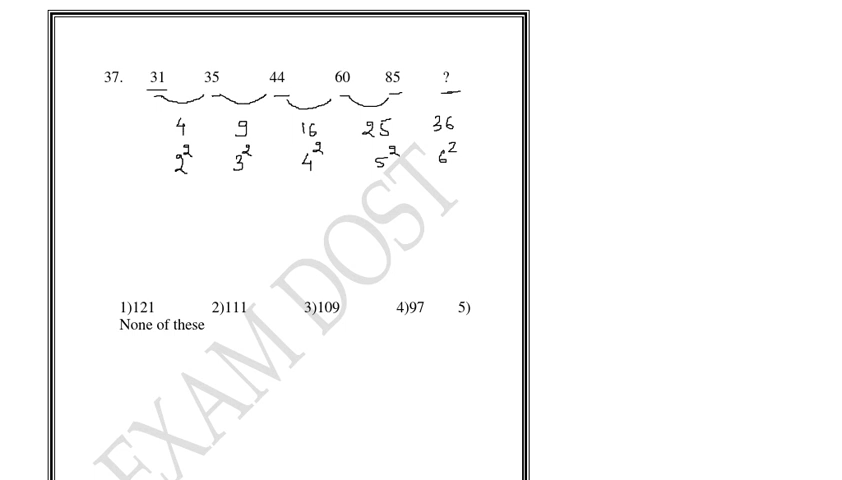 37. 31 35 44 60 85 ?
4 9 16 25 36
2² 3² 4² 5² 6²
EXAM DOST
1)121 2)111 3)109 4)97 5)
None of these